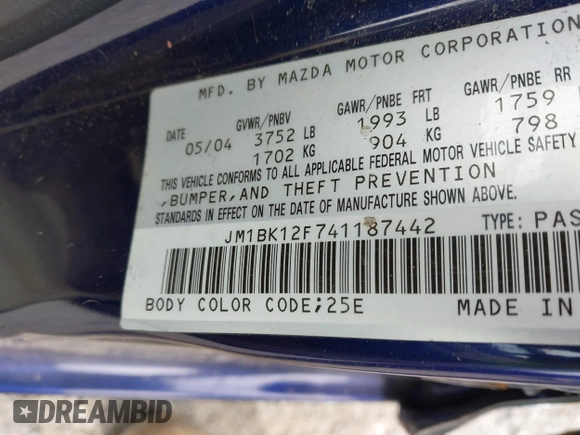 MFD. BY MAZDA MOTOR CORPORATION
DATE GVWR/PNBV GAWR/PNBE FRT GAWR/PNBE RR
05/04 3752 LB 1993 LB 1759
1702 KG 904 KG 798
THIS VEHICLE CONFORMS TO ALL APPLICABLE FEDERAL MOTOR VEHICLE SAFETY
,BUMPER,AND THEFT PREVENTION
STANDARDS IN EFFECT ON THE DATE OF MANUFACTURE SHOWN ABOVE.
JM1BK12F741187442 TYPE: PAS
BODY COLOR CODE;25E MADE IN
DREAMBID